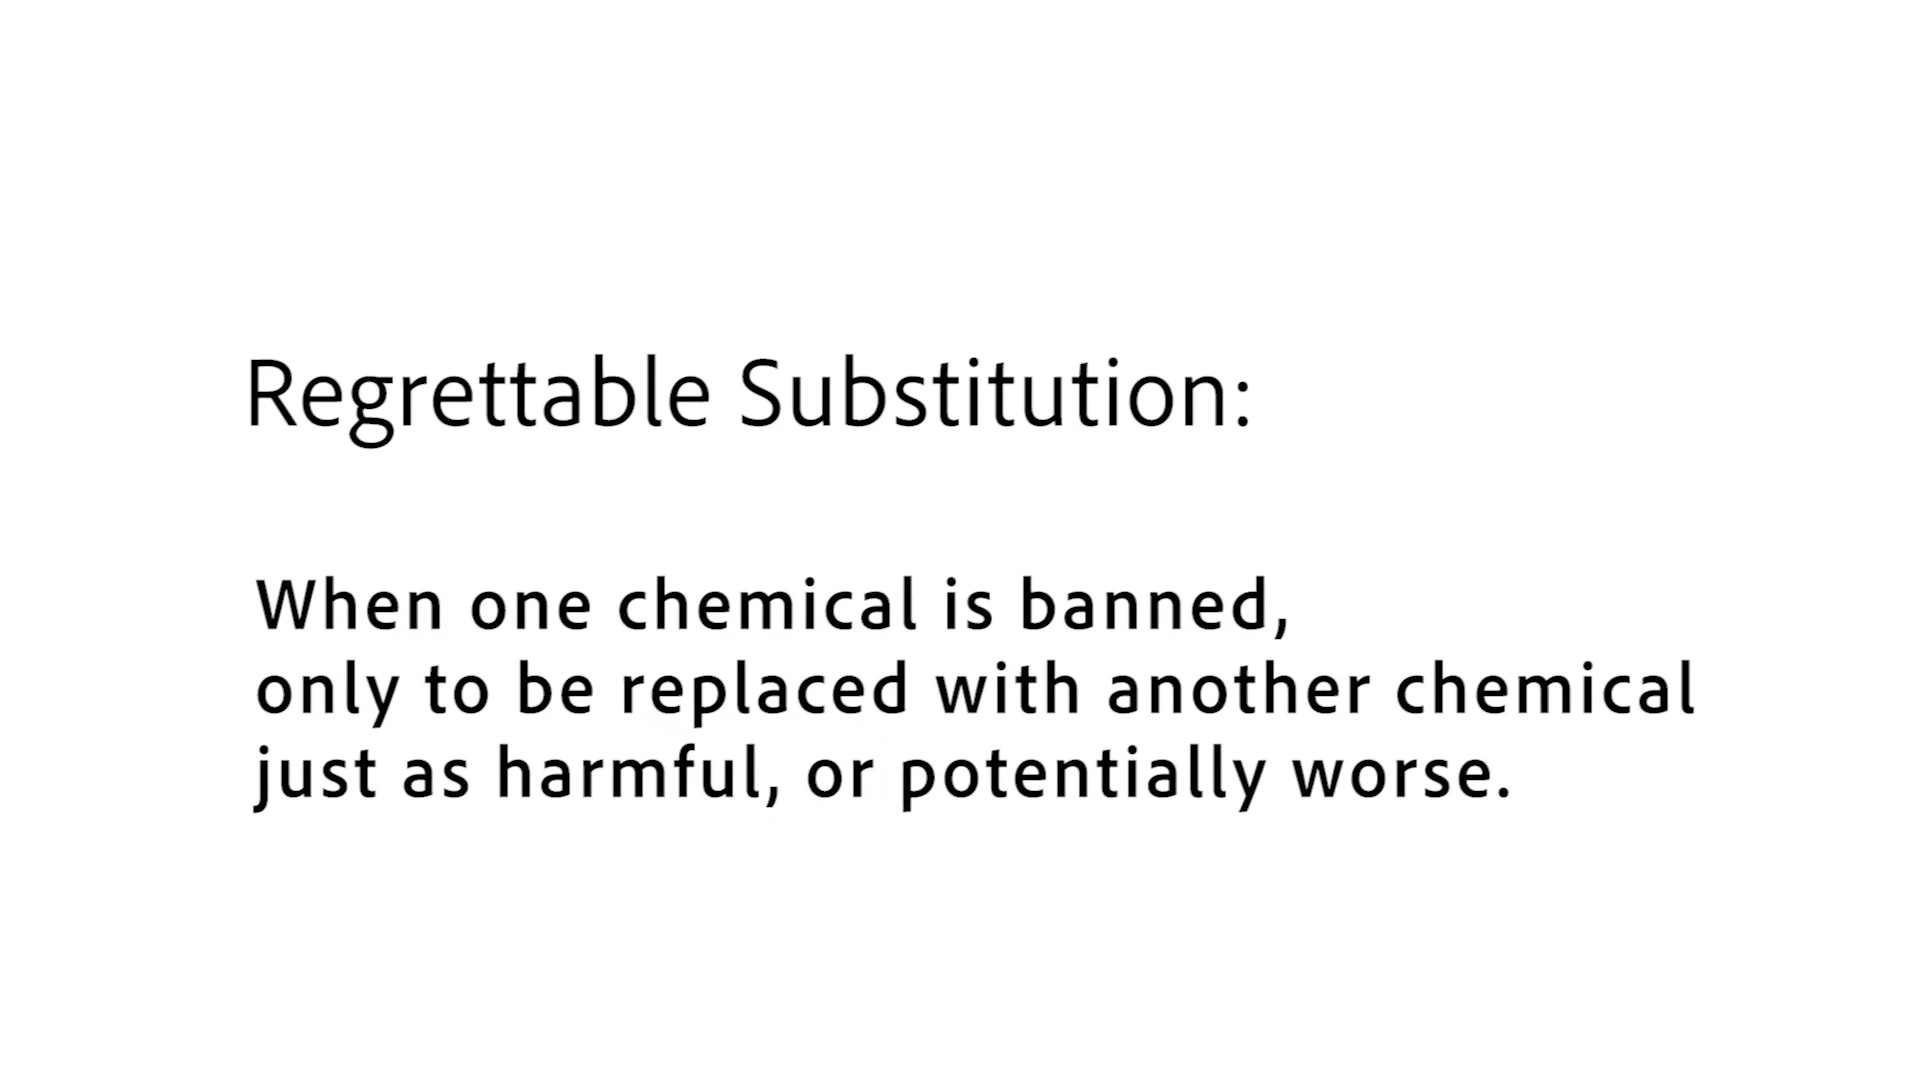 Regrettable Substitution:
When one chemical is banned,
only to be replaced with another chemical
just as harmful, or potentially worse.